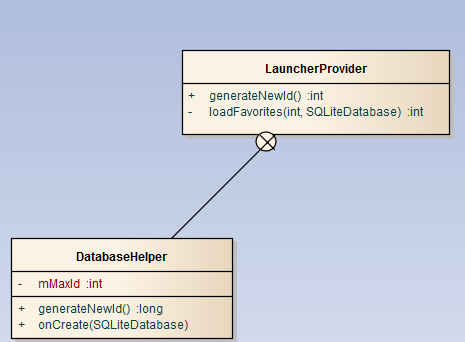 LauncherProvider
+ generateNewId() :int
- loadFavorites(int, SQLiteDatabase) :int
DatabaseHelper
- mMaxId :int
+ generateNewId() :long
+ onCreate(SQLiteDatabase)